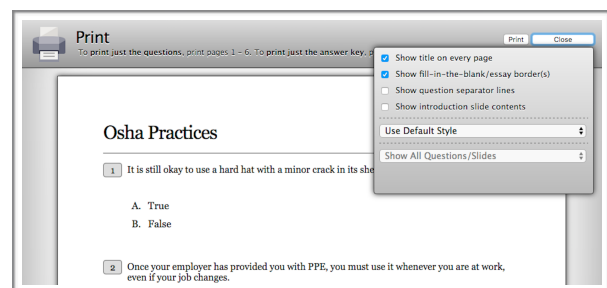 Print
To print just the questions, print pages 1 - 6. To print just the answer key, p
Print
Close
Show title on every page
Show fill-in-the-blank/essay border(s)
Show question separator lines
Show introduction slide contents
Use Default Style
Show All Questions/Slides
Osha Practices
1 It is still okay to use a hard hat with a minor crack in its she
A. True
B. False
2 Once your employer has provided you with PPE, you must use it whenever you are at work,
even if your job changes.